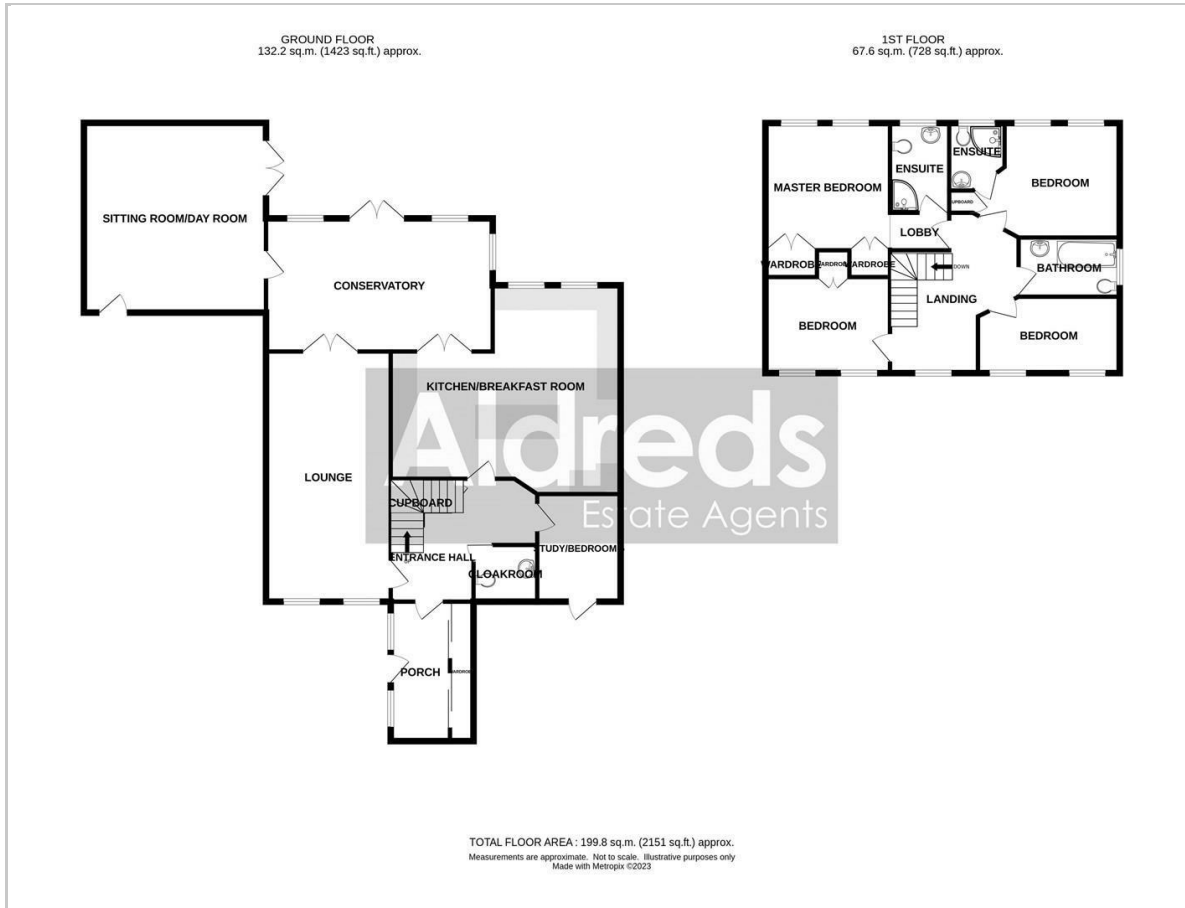 GROUND FLOOR
132.2 sq.m. (1423 sq.ft.) approx.
1ST FLOOR
67.6 sq.m. (728 sq.ft.) approx.
SITTING ROOM/DAY ROOM
CONSERVATORY
KITCHEN/BREAKFAST ROOM
LOUNGE
CUPBOARD
ENTRANCE HALL
CLOAKROOM
STUDY/BEDROOM
PORCH
MASTER BEDROOM
ENSUITE
ENSUITE
BEDROOM
UPBOARD
LOBBY
WARDROBE
WARDROBE
BATHROOM
DOWN
LANDING
BEDROOM
BEDROOM
Aldreds
Estate Agents
TOTAL FLOOR AREA : 199.8 sq.m. (2151 sq.ft.) approx.
Measurements are approximate. Not to scale. Illustrative purposes only
Made with Metropix ©2023